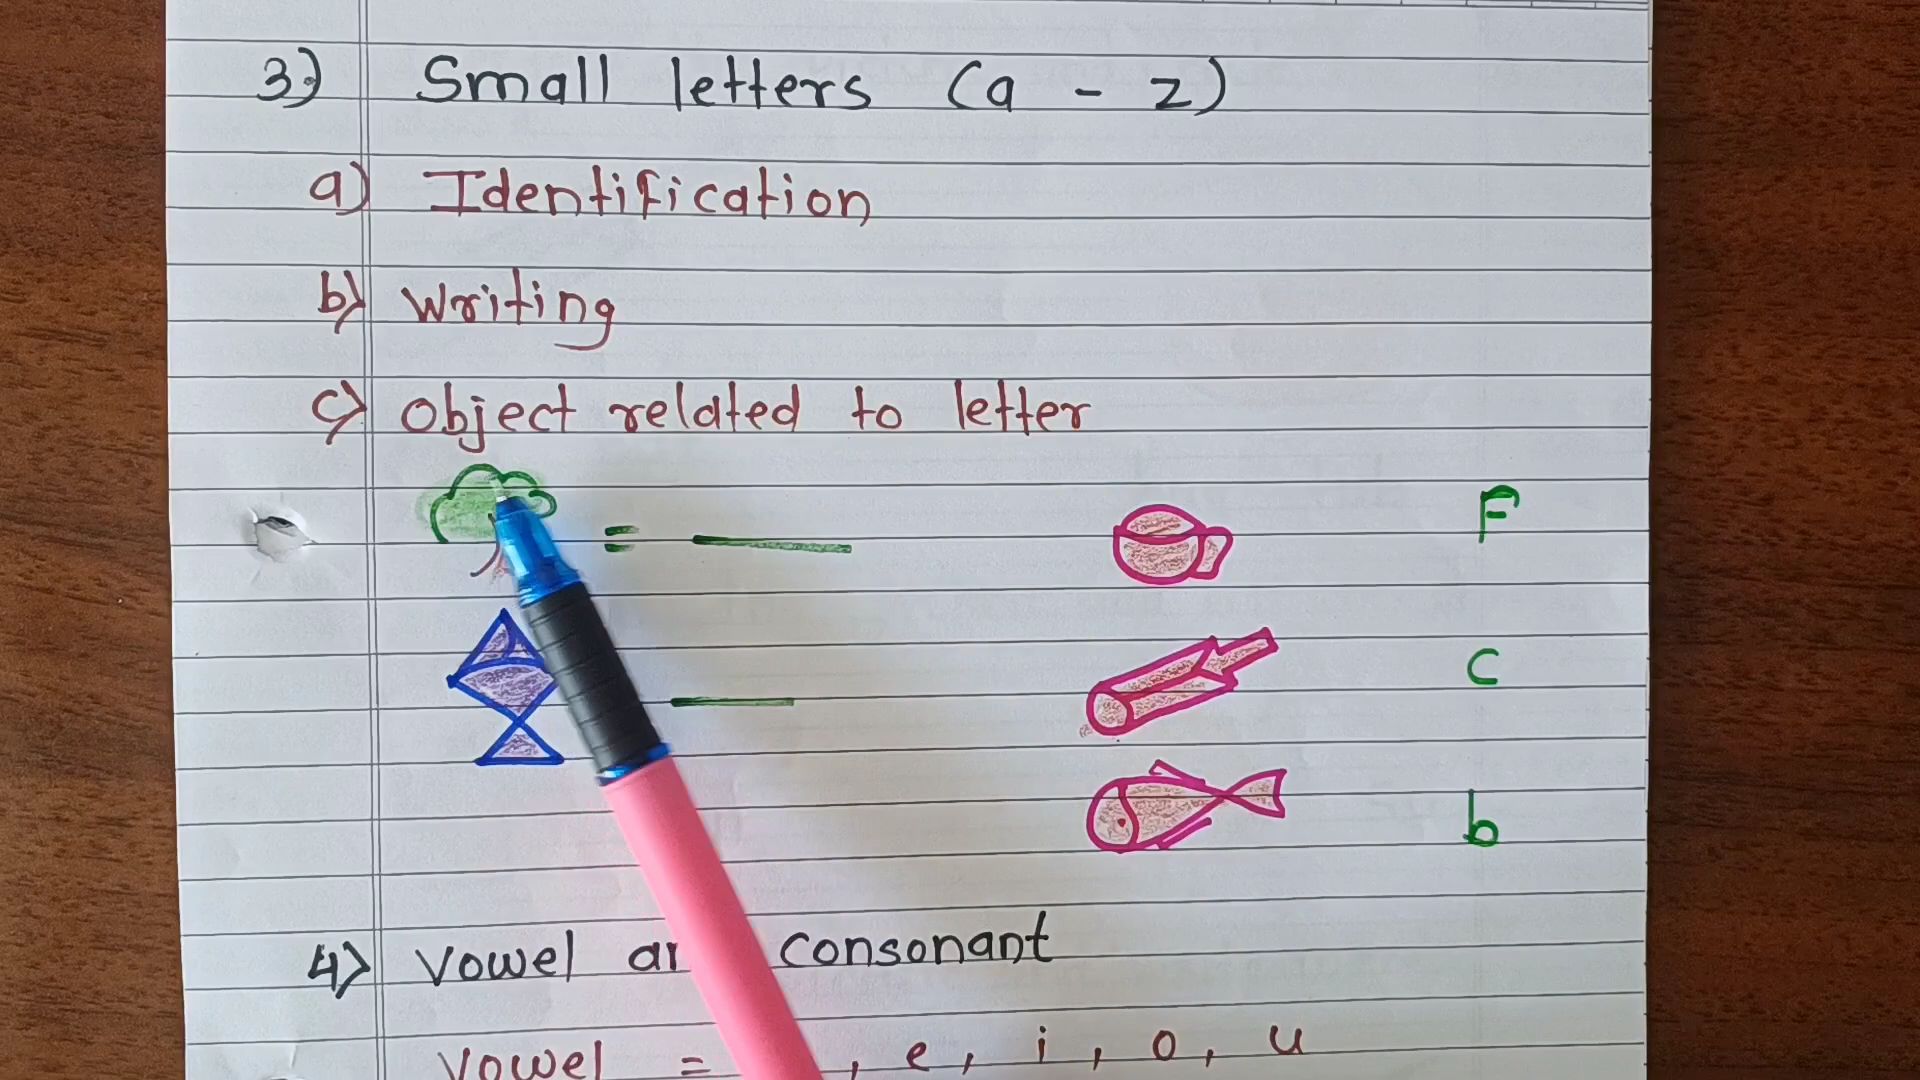 3) Small letters (a - z)
a) Identification
b) Writing
c) Object related to letter
= F
c
b
4) Vowel consonant
Vowel = , e, i, o, u